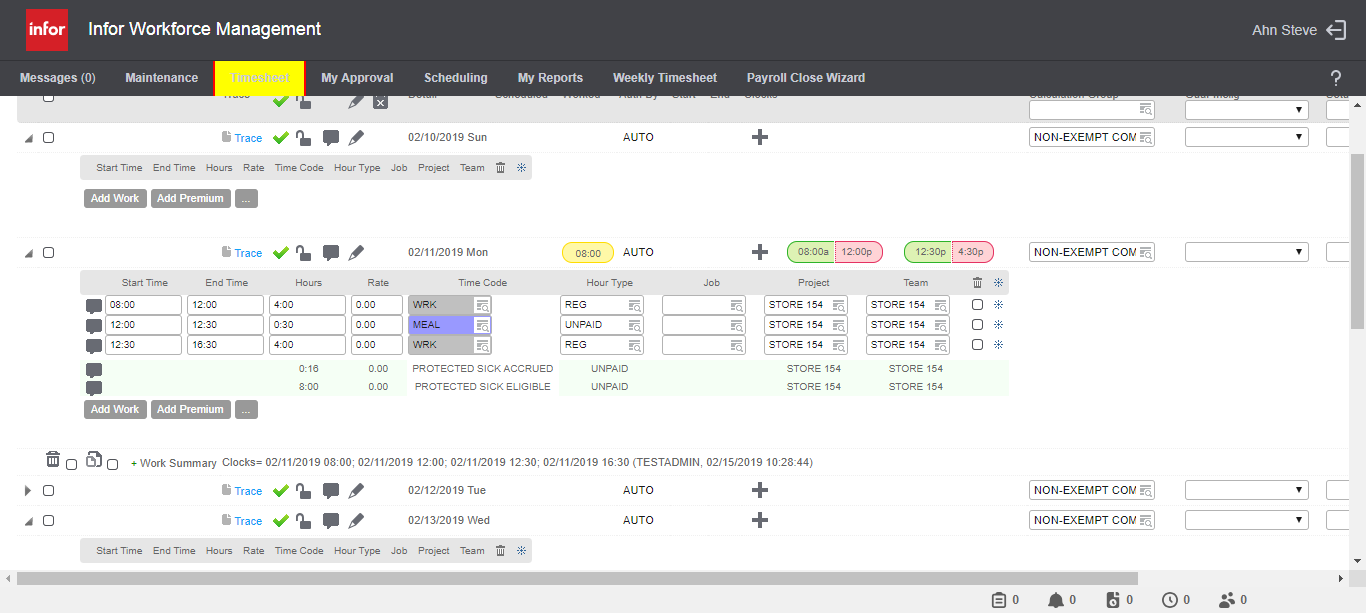 infor Infor Workforce Management Ahn Steve
Messages (0) Maintenance Timesheet My Approval Scheduling My Reports Weekly Timesheet Payroll Close Wizard ?
Trace Detail Scheduled Worked Auth By Start End Clocks Calculation Group
Trace 02/10/2019 Sun AUTO NON-EXEMPT COM
Start Time End Time Hours Rate Time Code Hour Type Job Project Team
Add Work Add Premium ...
Trace 02/11/2019 Mon 08:00 AUTO 08:00a 12:00p 12:30p 4:30p NON-EXEMPT COM
Start Time End Time Hours Rate Time Code Hour Type Job Project Team
08:00 12:00 4:00 0.00 WRK REG STORE 154 STORE 154
12:00 12:30 0:30 0.00 MEAL UNPAID STORE 154 STORE 154
12:30 16:30 4:00 0.00 WRK REG STORE 154 STORE 154
0:16 0.00 PROTECTED SICK ACCRUED UNPAID STORE 154 STORE 154
8:00 0.00 PROTECTED SICK ELIGIBLE UNPAID STORE 154 STORE 154
Add Work Add Premium ...
+ Work Summary Clocks= 02/11/2019 08:00; 02/11/2019 12:00; 02/11/2019 12:30; 02/11/2019 16:30 (TESTADMIN, 02/15/2019 10:28:44)
Trace 02/12/2019 Tue AUTO NON-EXEMPT COM
Trace 02/13/2019 Wed AUTO NON-EXEMPT COM
Start Time End Time Hours Rate Time Code Hour Type Job Project Team
0 0 0 0 0